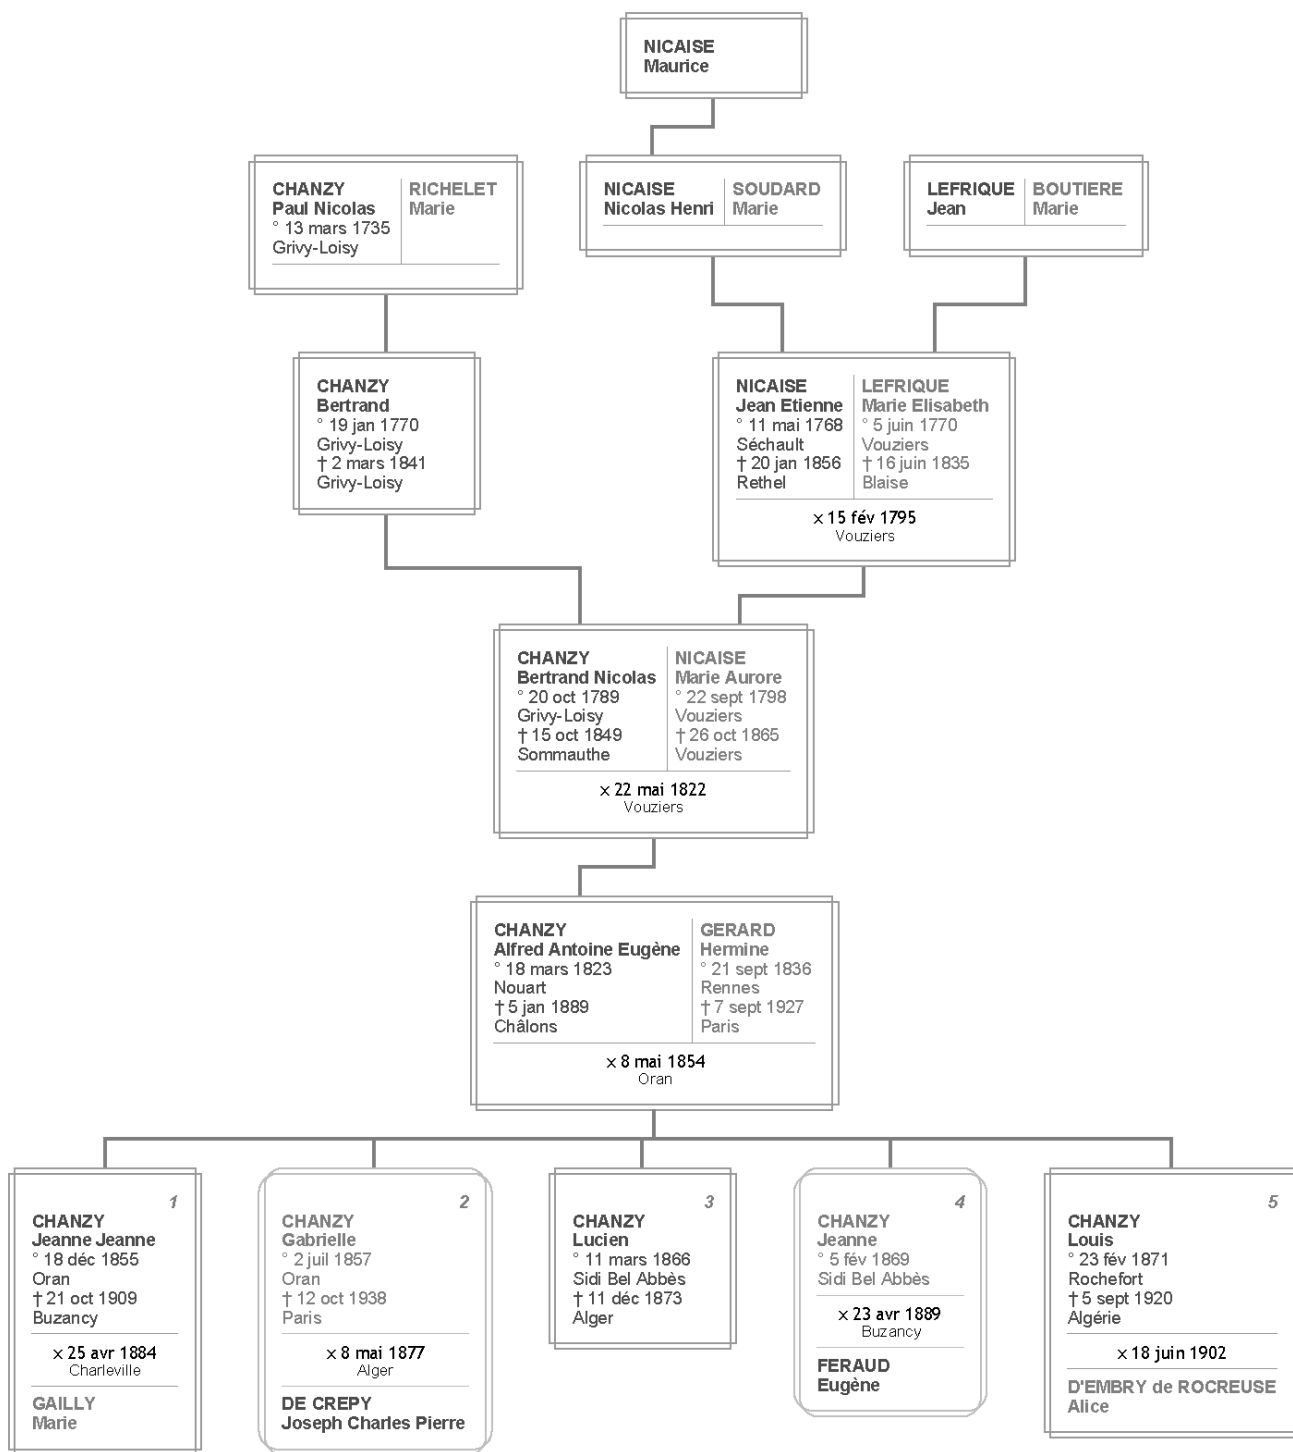 NICAISE
Maurice
CHANZY
Paul Nicolas
° 13 mars 1735
Grivy-Loisy
RICHELET
Marie
NICAISE
Nicolas Henri
SOUDARD
Marie
LEFRIQUE
Jean
BOUTIERE
Marie
CHANZY
Bertrand
° 19 jan 1770
Grivy-Loisy
† 2 mars 1841
Grivy-Loisy
NICAISE
Jean Etienne
° 11 mai 1768
Séchault
† 20 jan 1856
Rethel
LEFRIQUE
Marie Elisabeth
° 5 juin 1770
Vouziers
† 16 juin 1835
Blaise
x 15 fév 1795
Vouziers
CHANZY
Bertrand Nicolas
° 20 oct 1789
Grivy-Loisy
† 15 oct 1849
Sommauthe
NICAISE
Marie Aurore
° 22 sept 1798
Vouziers
† 26 oct 1865
Vouziers
x 22 mai 1822
Vouziers
CHANZY
Alfred Antoine Eugène
° 18 mars 1823
Nouart
† 5 jan 1889
Châlons
GERARD
Hermine
° 21 sept 1836
Rennes
† 7 sept 1927
Paris
x 8 mai 1854
Oran
1
CHANZY
Jeanne Jeanne
° 18 déc 1855
Oran
† 21 oct 1909
Buzancy
x 25 avr 1884
Charleville
GAILLY
Marie
2
CHANZY
Gabrielle
° 2 juil 1857
Oran
† 12 oct 1938
Paris
x 8 mai 1877
Alger
DE CREPY
Joseph Charles Pierre
3
CHANZY
Lucien
° 11 mars 1866
Sidi Bel Abbès
† 11 déc 1873
Alger
4
CHANZY
Jeanne
° 5 fév 1869
Sidi Bel Abbès
x 23 avr 1889
Buzancy
FERAUD
Eugène
5
CHANZY
Louis
° 23 fév 1871
Rochefort
† 5 sept 1920
Algérie
x 18 juin 1902
D'EMBRY de ROCREUSE
Alice